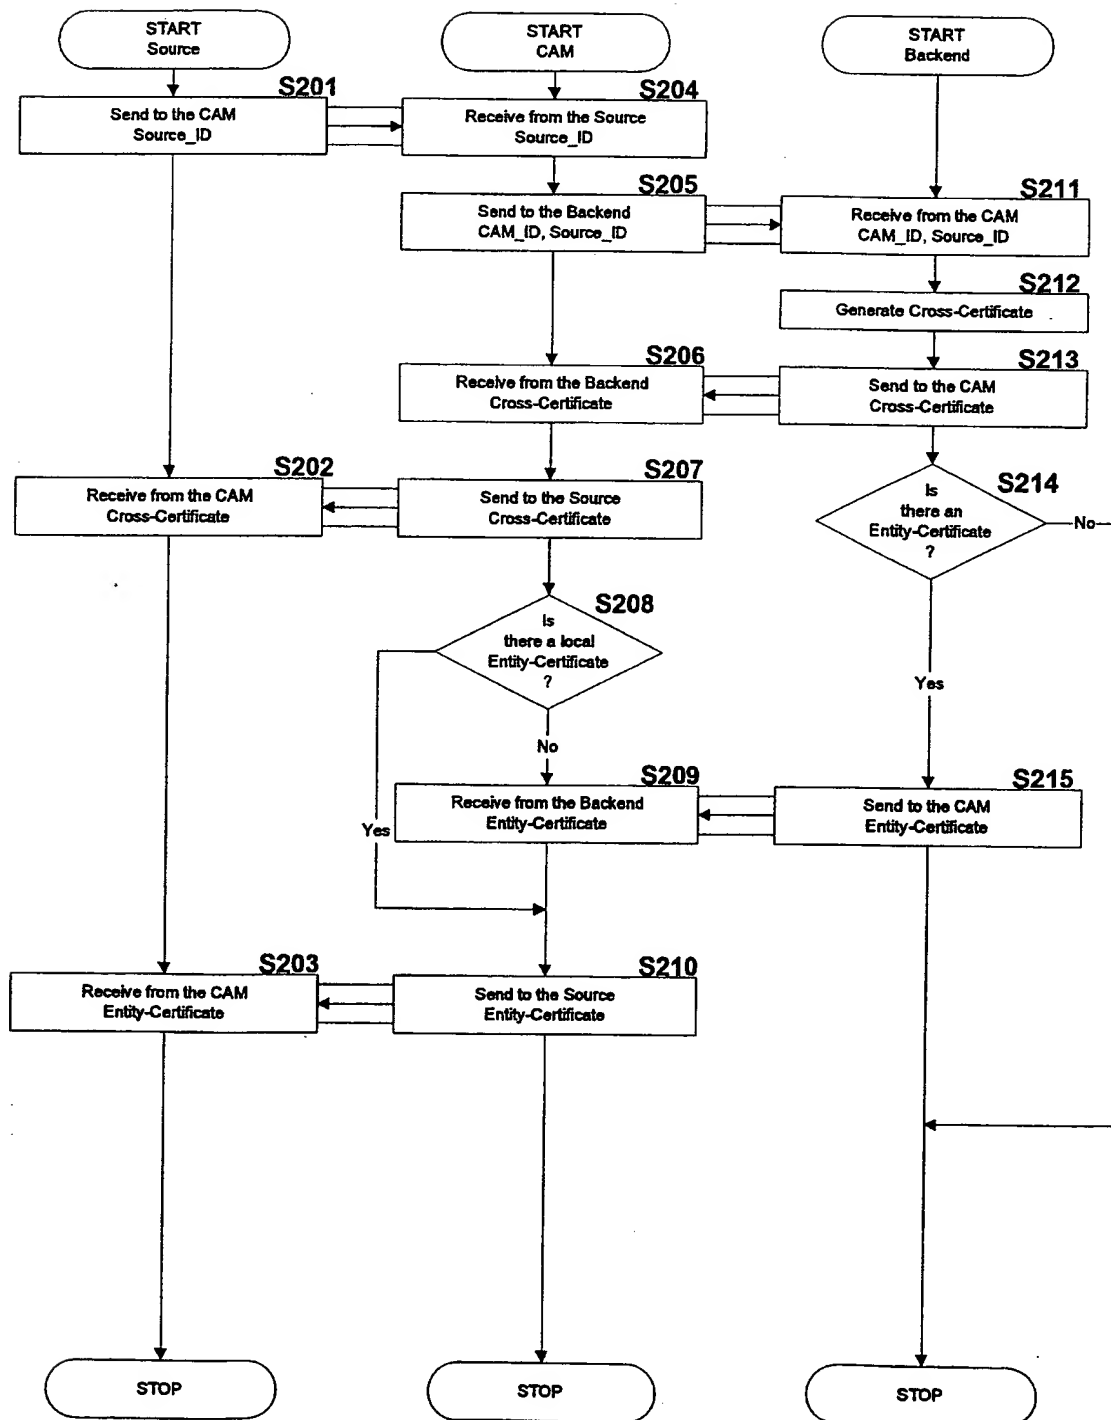 START
Source
START
CAM
START
Backend
S201
Send to the CAM
Source_ID
S204
Receive from the Source
Source_ID
S205
Send to the Backend
CAM_ID, Source_ID
S211
Receive from the CAM
CAM_ID, Source_ID
S212
Generate Cross-Certificate
S206
Receive from the Backend
Cross-Certificate
S213
Send to the CAM
Cross-Certificate
S202
Receive from the CAM
Cross-Certificate
S207
Send to the Source
Cross-Certificate
S214
Is
there an
Entity-Certificate
?
No
S208
Is
there a local
Entity-Certificate
?
Yes
No
S209
Receive from the Backend
Entity-Certificate
S215
Send to the CAM
Entity-Certificate
Yes
S203
Receive from the CAM
Entity-Certificate
S210
Send to the Source
Entity-Certificate
STOP
STOP
STOP